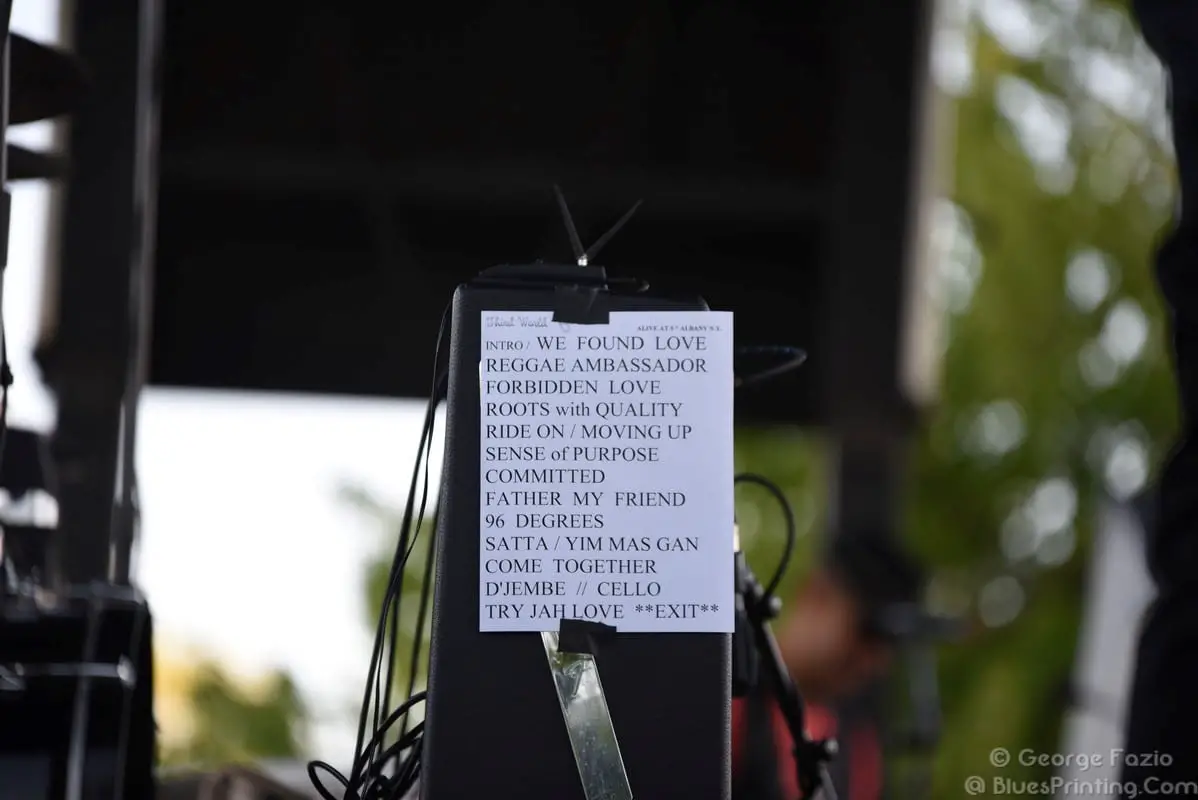 Third World
ALIVE AT 5 ALBANY N.Y.
INTRO / WE FOUND LOVE
REGGAE AMBASSADOR
FORBIDDEN LOVE
ROOTS with QUALITY
RIDE ON / MOVING UP
SENSE of PURPOSE
COMMITTED
FATHER MY FRIEND
96 DEGREES
SATTA / YIM MAS GAN
COME TOGETHER
D'JEMBE // CELLO
TRY JAH LOVE **EXIT**
© George Fazio
@ BluesPrinting.Com